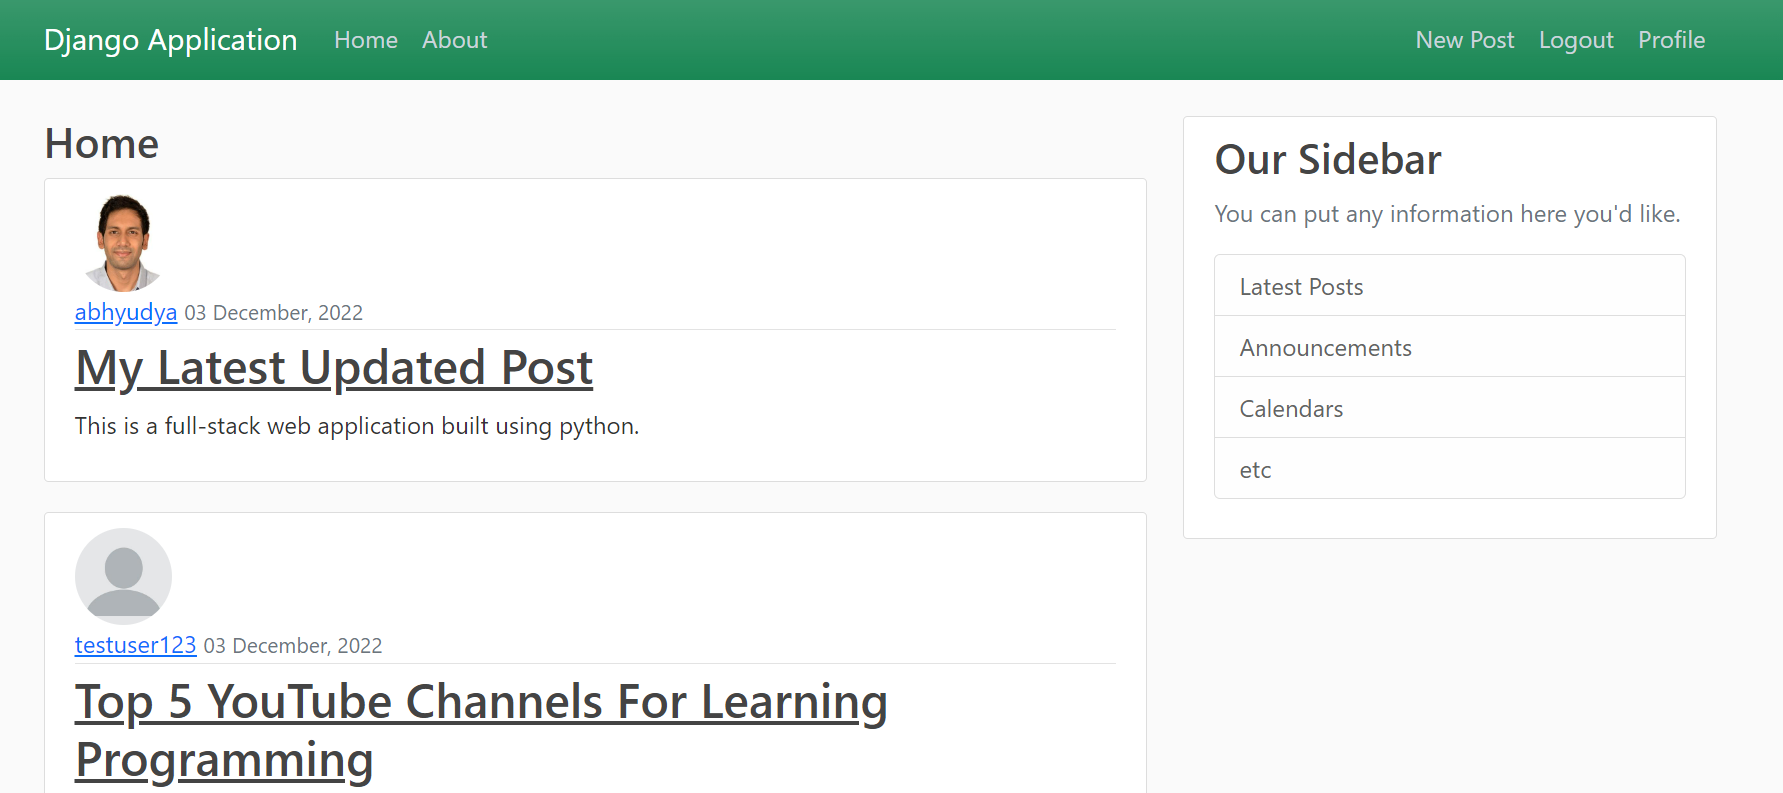 Django Application Home About New Post Logout Profile
Home
abhyudya 03 December, 2022
My Latest Updated Post
This is a full-stack web application built using python.
testuser123 03 December, 2022
Top 5 YouTube Channels For Learning
Programming
Our Sidebar
You can put any information here you'd like.
Latest Posts
Announcements
Calendars
etc